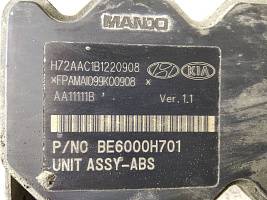 MANDO
H72AAC1B1220908
KIA
*FPAMAI099K00908 *
AA11111B Ver. 1.1
P/NO BE6000H701
UNIT ASSY-ABS